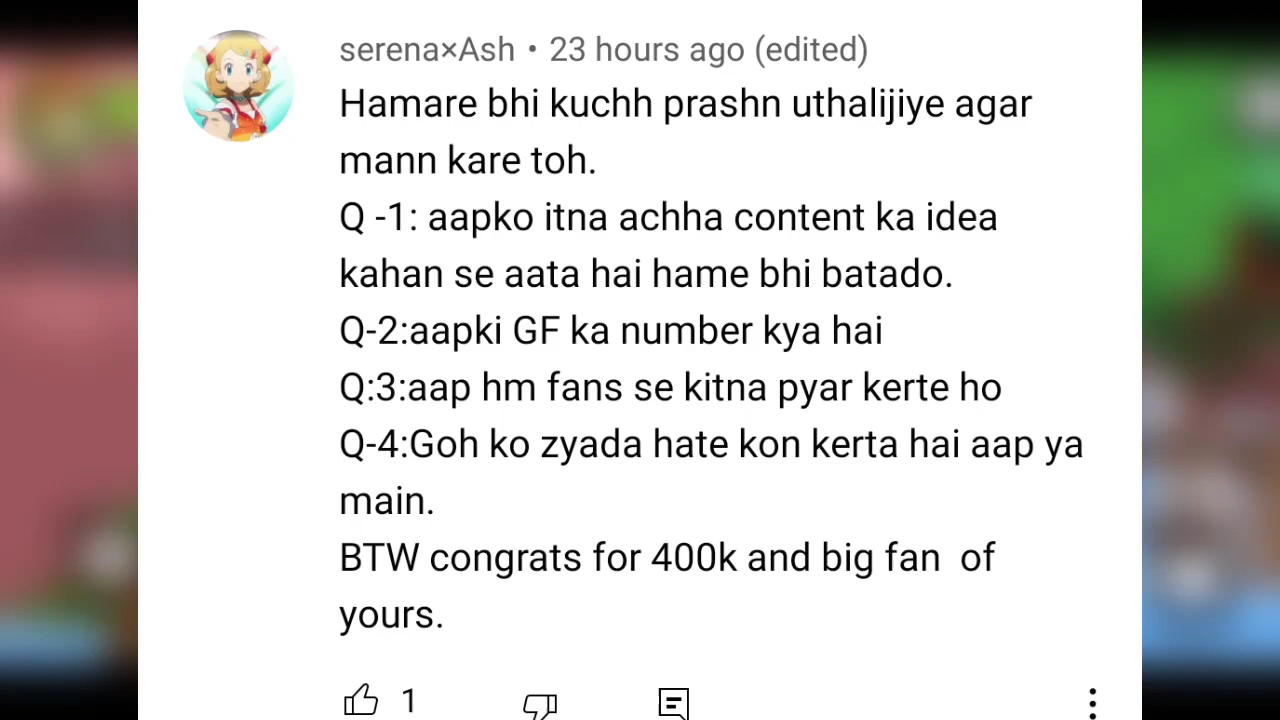 serena×Ash • 23 hours ago (edited)
Hamare bhi kuchh prashn uthalijiye agar
mann kare toh.
Q -1: aapko itna achha content ka idea
kahan se aata hai hame bhi batado.
Q-2:aapki GF ka number kya hai
Q:3:aap hm fans se kitna pyar kerte ho
Q-4:Goh ko zyada hate kon kerta hai aap ya
main.
BTW congrats for 400k and big fan  of
yours.
1